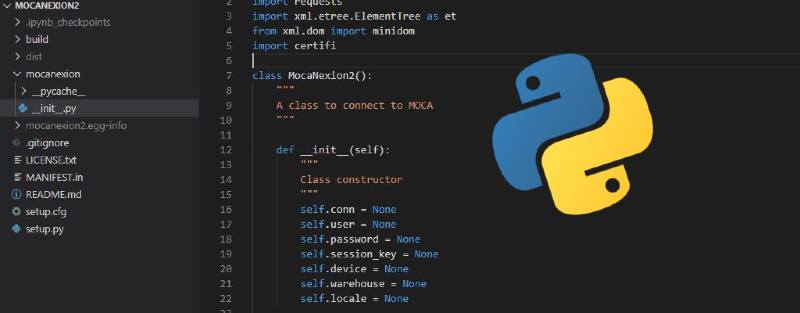 MOCANEXION2
.ipynb_checkpoints
build
dist
mocanexion
__pycache__
__init__.py
mocanexion2.egg-info
.gitignore
LICENSE.txt
MANIFEST.in
README.md
setup.cfg
setup.py
2 import requests
3 import xml.etree.ElementTree as et
4 from xml.dom import minidom
5 import certifi
6
7 class MocaNexion2():
8 """
9 A class to connect to MOCA
10 """
11
12 def __init__(self):
13 """
14 Class constructor
15 """
16 self.conn = None
17 self.user = None
18 self.password = None
19 self.session_key = None
20 self.device = None
21 self.warehouse = None
22 self.locale = None